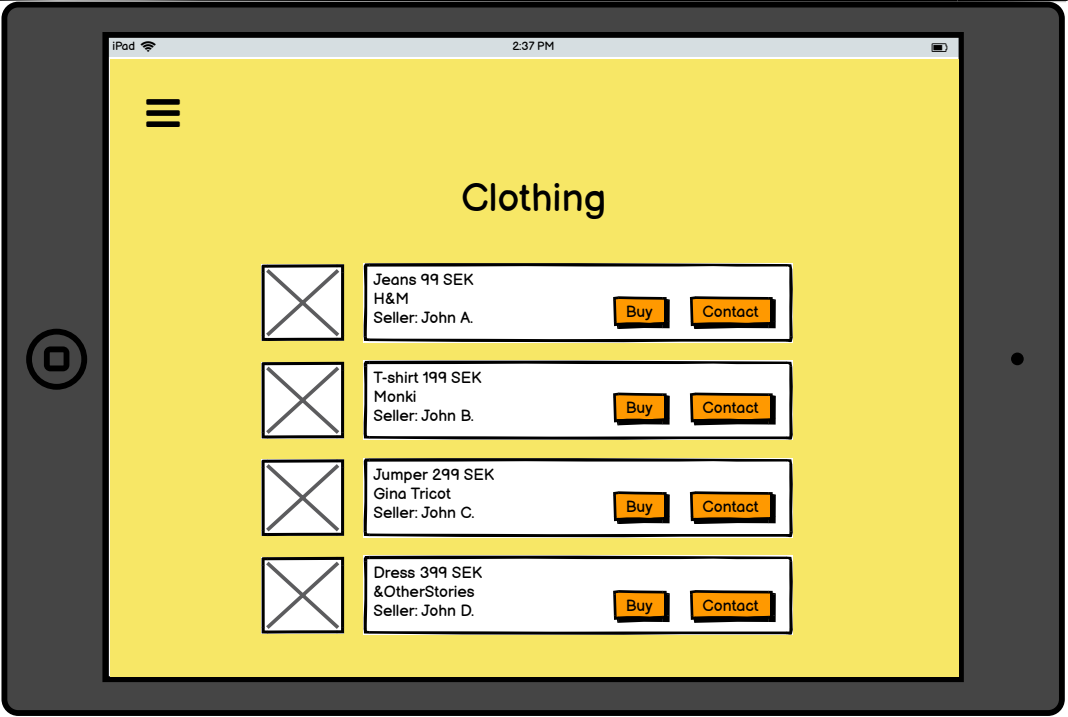 iPad
2:37 PM
Clothing
Jeans 99 SEK
H&M
Seller: John A.
Buy
Contact
T-shirt 199 SEK
Monki
Seller: John B.
Buy
Contact
Jumper 299 SEK
Gina Tricot
Seller: John C.
Buy
Contact
Dress 399 SEK
&OtherStories
Seller: John D.
Buy
Contact